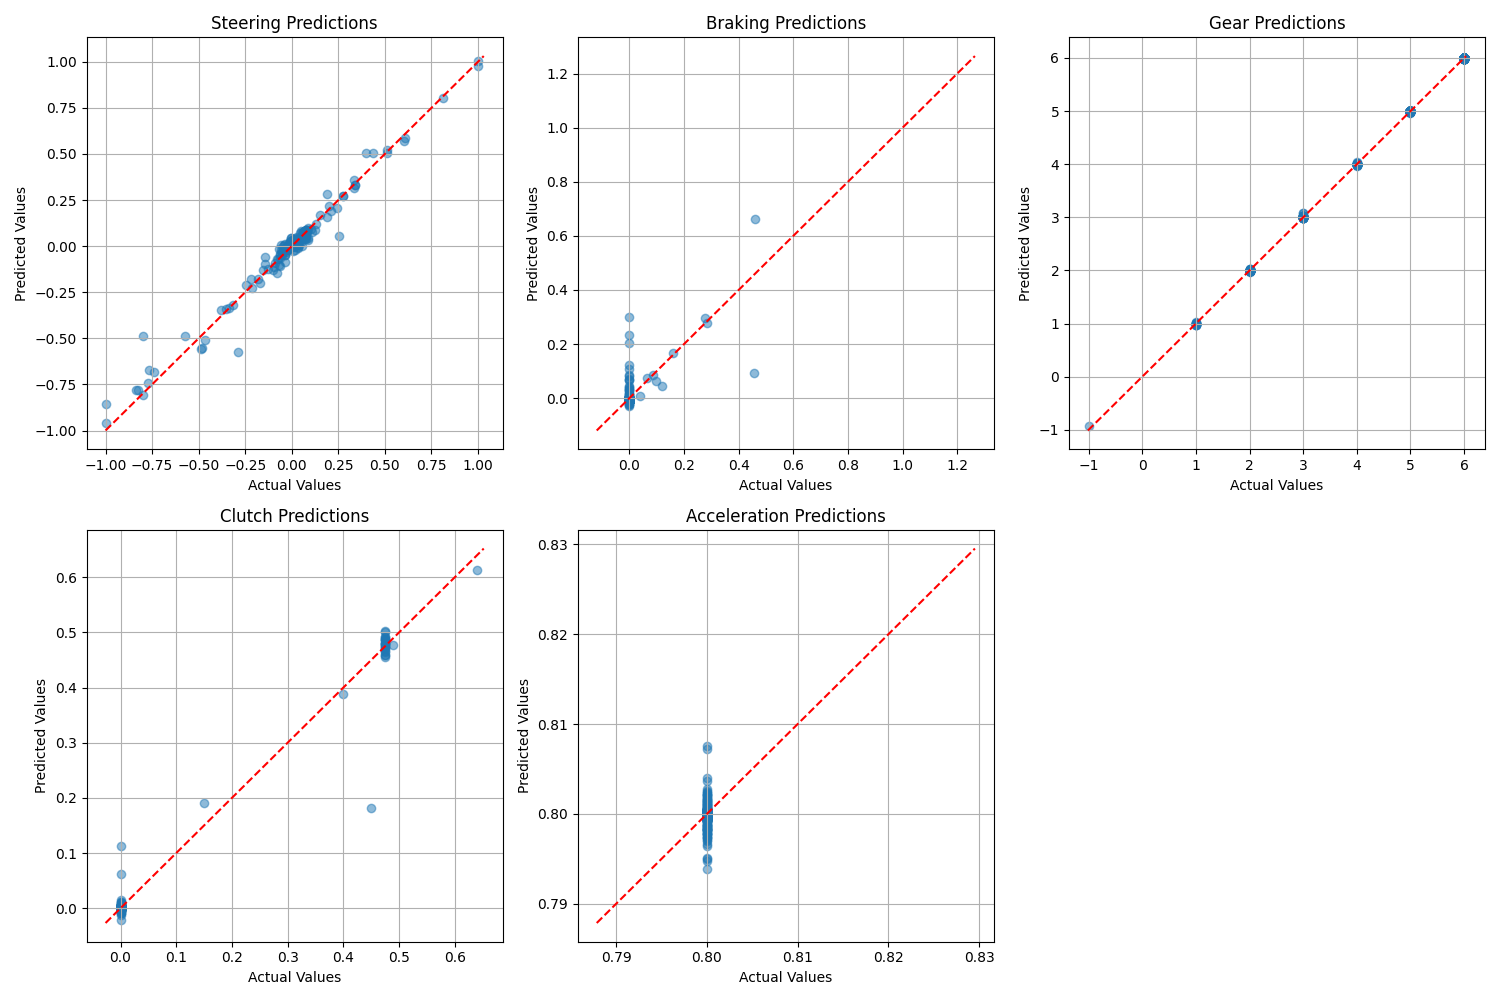 Steering Predictions
Predicted Values
1.00
0.75
0.50
0.25
0.00
−0.25
−0.50
−0.75
−1.00
−1.00 −0.75 −0.50 −0.25 0.00 0.25 0.50 0.75 1.00
Actual Values
Braking Predictions
Predicted Values
1.2
1.0
0.8
0.6
0.4
0.2
0.0
0.0 0.2 0.4 0.6 0.8 1.0 1.2
Actual Values
Gear Predictions
Predicted Values
6
5
4
3
2
1
0
−1
−1 0 1 2 3 4 5 6
Actual Values
Clutch Predictions
Predicted Values
0.6
0.5
0.4
0.3
0.2
0.1
0.0
0.0 0.1 0.2 0.3 0.4 0.5 0.6
Actual Values
Acceleration Predictions
Predicted Values
0.83
0.82
0.81
0.80
0.79
0.79 0.80 0.81 0.82 0.83
Actual Values